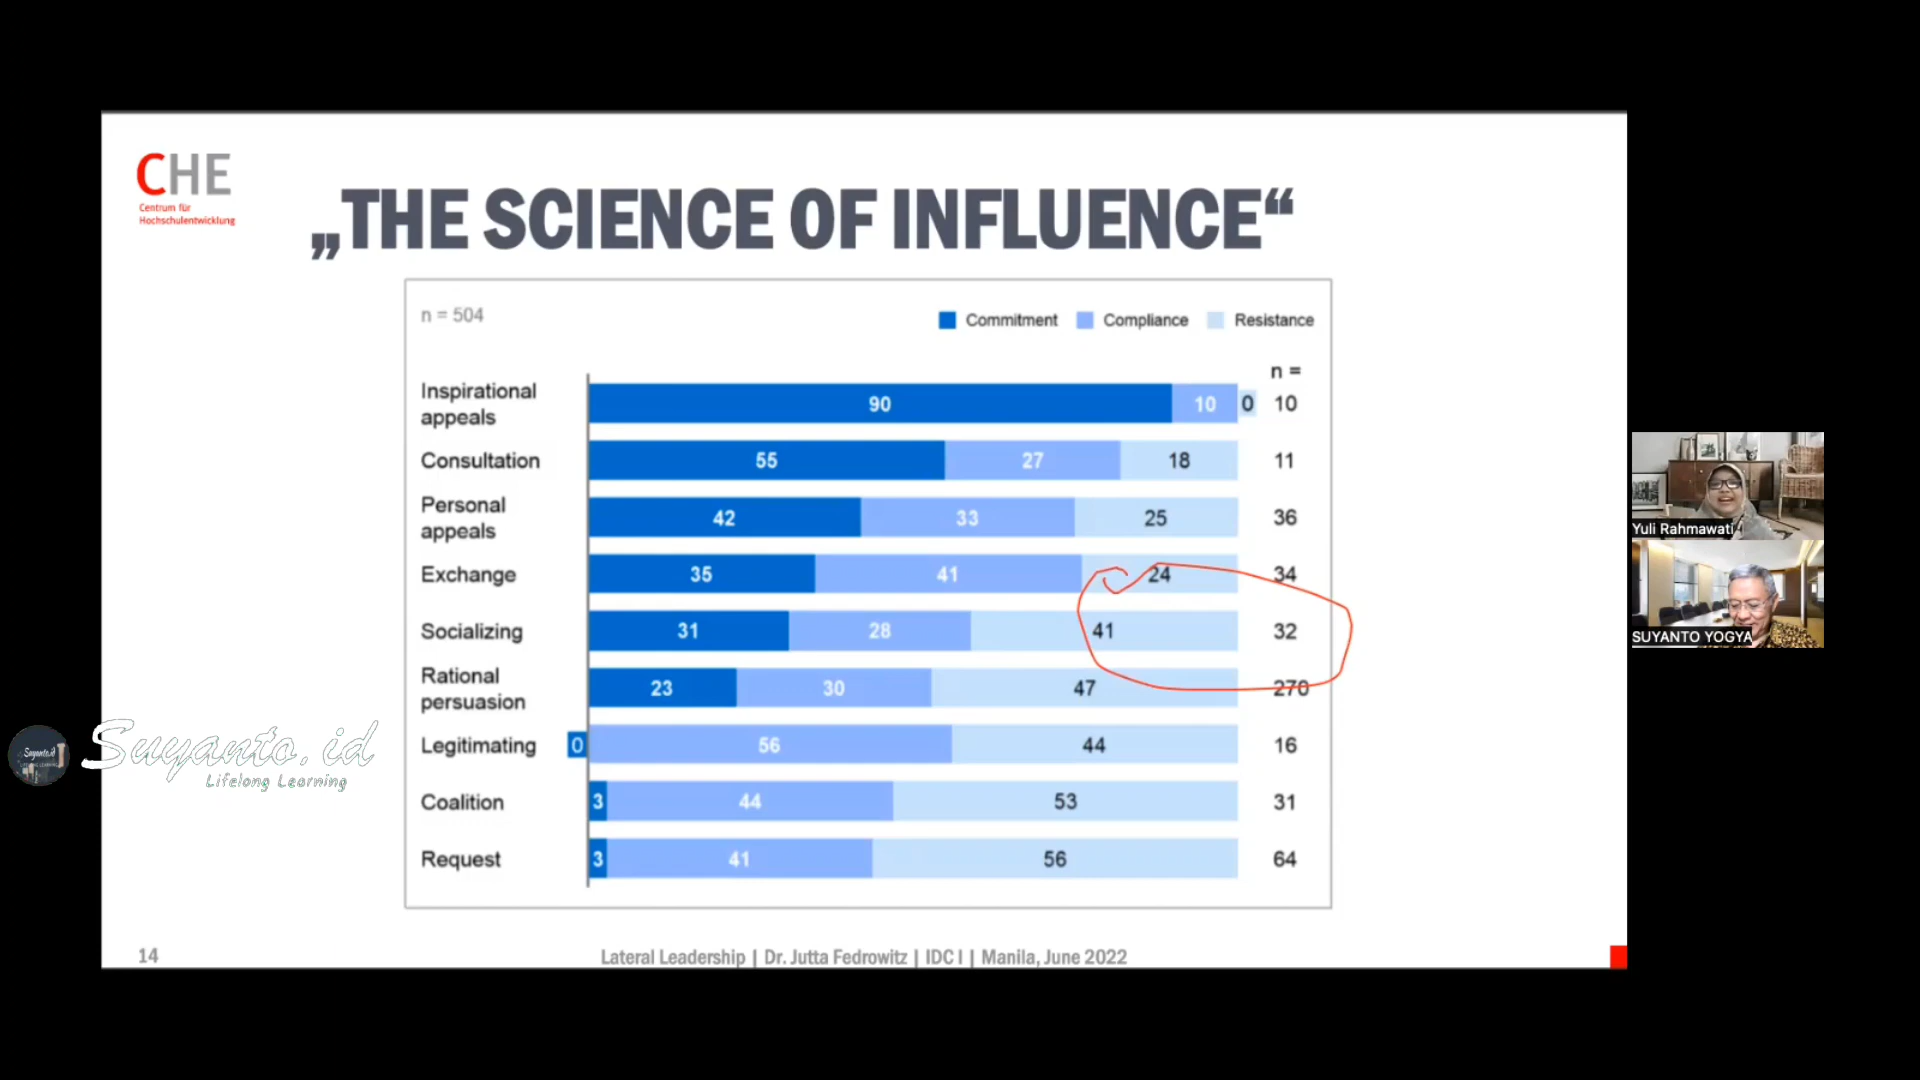 CHE
Centrum für
Hochschulentwicklung
„THE SCIENCE OF INFLUENCE“
n = 504
Commitment Compliance Resistance
n =
Inspirational
appeals
90 10 0 10
Consultation 55 27 18 11
Personal
appeals
42 33 25 36
Exchange 35 41 24 34
Socializing 31 28 41 32
Rational
persuasion
23 30 47 270
Legitimating 0 56 44 16
Coalition 3 44 53 31
Request 3 41 56 64
14
Lateral Leadership | Dr. Jutta Fedrowitz | IDC I | Manila, June 2022
Suyanto.id
Suyanto.id
Lifelong Learning
Yuli Rahmawati
SUYANTO YOGYA